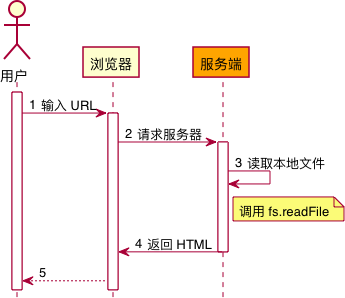 用户
浏览器
服务端
1 输入 URL
2 请求服务器
3 读取本地文件
调用 fs.readFile
4 返回 HTML
5